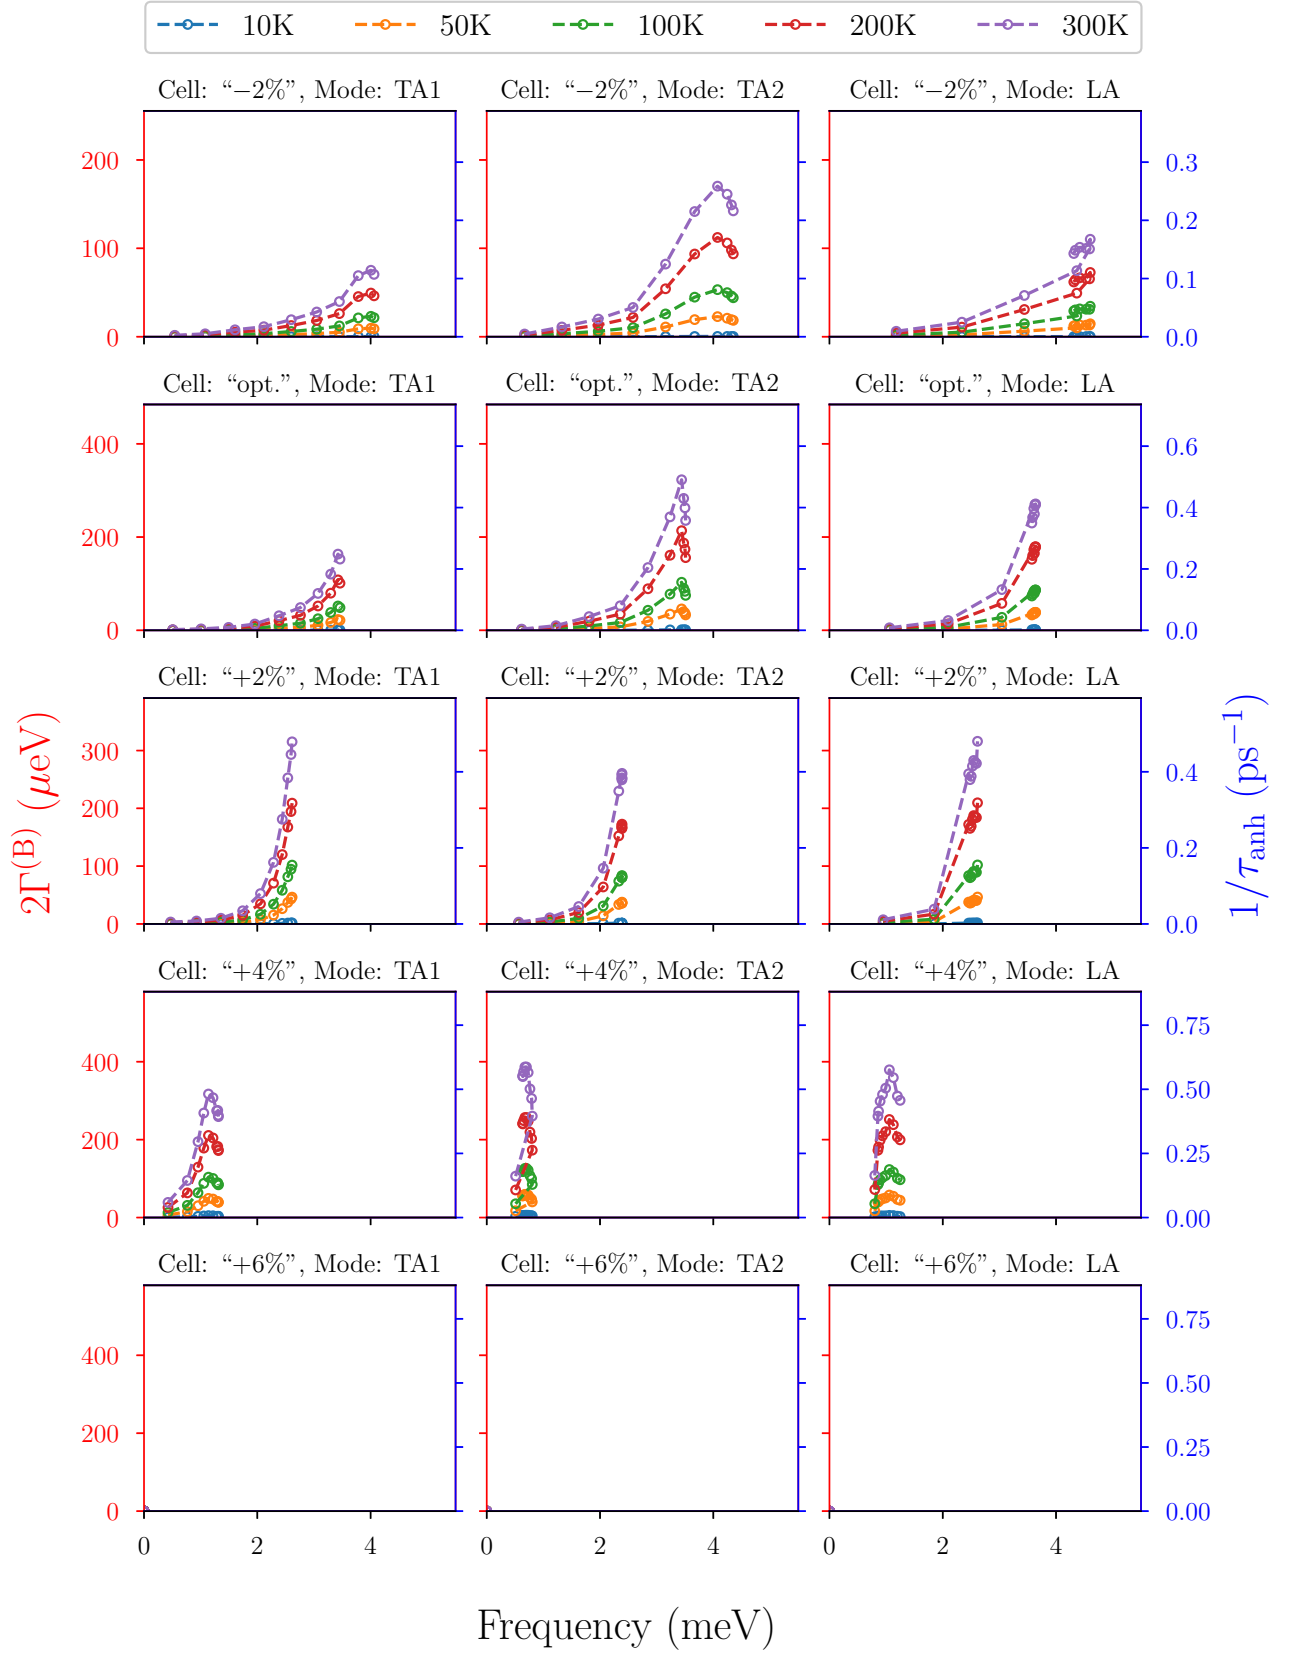 10K 50K 100K 200K 300K
Cell: “−2%”, Mode: TA1 Cell: “−2%”, Mode: TA2 Cell: “−2%”, Mode: LA
200 0.3
0.2
100 0.1
0 0.0
Cell: “opt.”, Mode: TA1 Cell: “opt.”, Mode: TA2 Cell: “opt.”, Mode: LA
400 0.6
0.4
200 0.2
0 0.0
Cell: “+2%”, Mode: TA1 Cell: “+2%”, Mode: TA2 Cell: “+2%”, Mode: LA
300 0.4
200 0.2
100
0 0.0
2Γ(B) (μeV)
1/τanh (ps−1)
Cell: “+4%”, Mode: TA1 Cell: “+4%”, Mode: TA2 Cell: “+4%”, Mode: LA
400 0.75
0.50
200 0.25
0 0.00
Cell: “+6%”, Mode: TA1 Cell: “+6%”, Mode: TA2 Cell: “+6%”, Mode: LA
400 0.75
0.50
200 0.25
0 0.00
0 2 4 0 2 4 0 2 4
Frequency (meV)